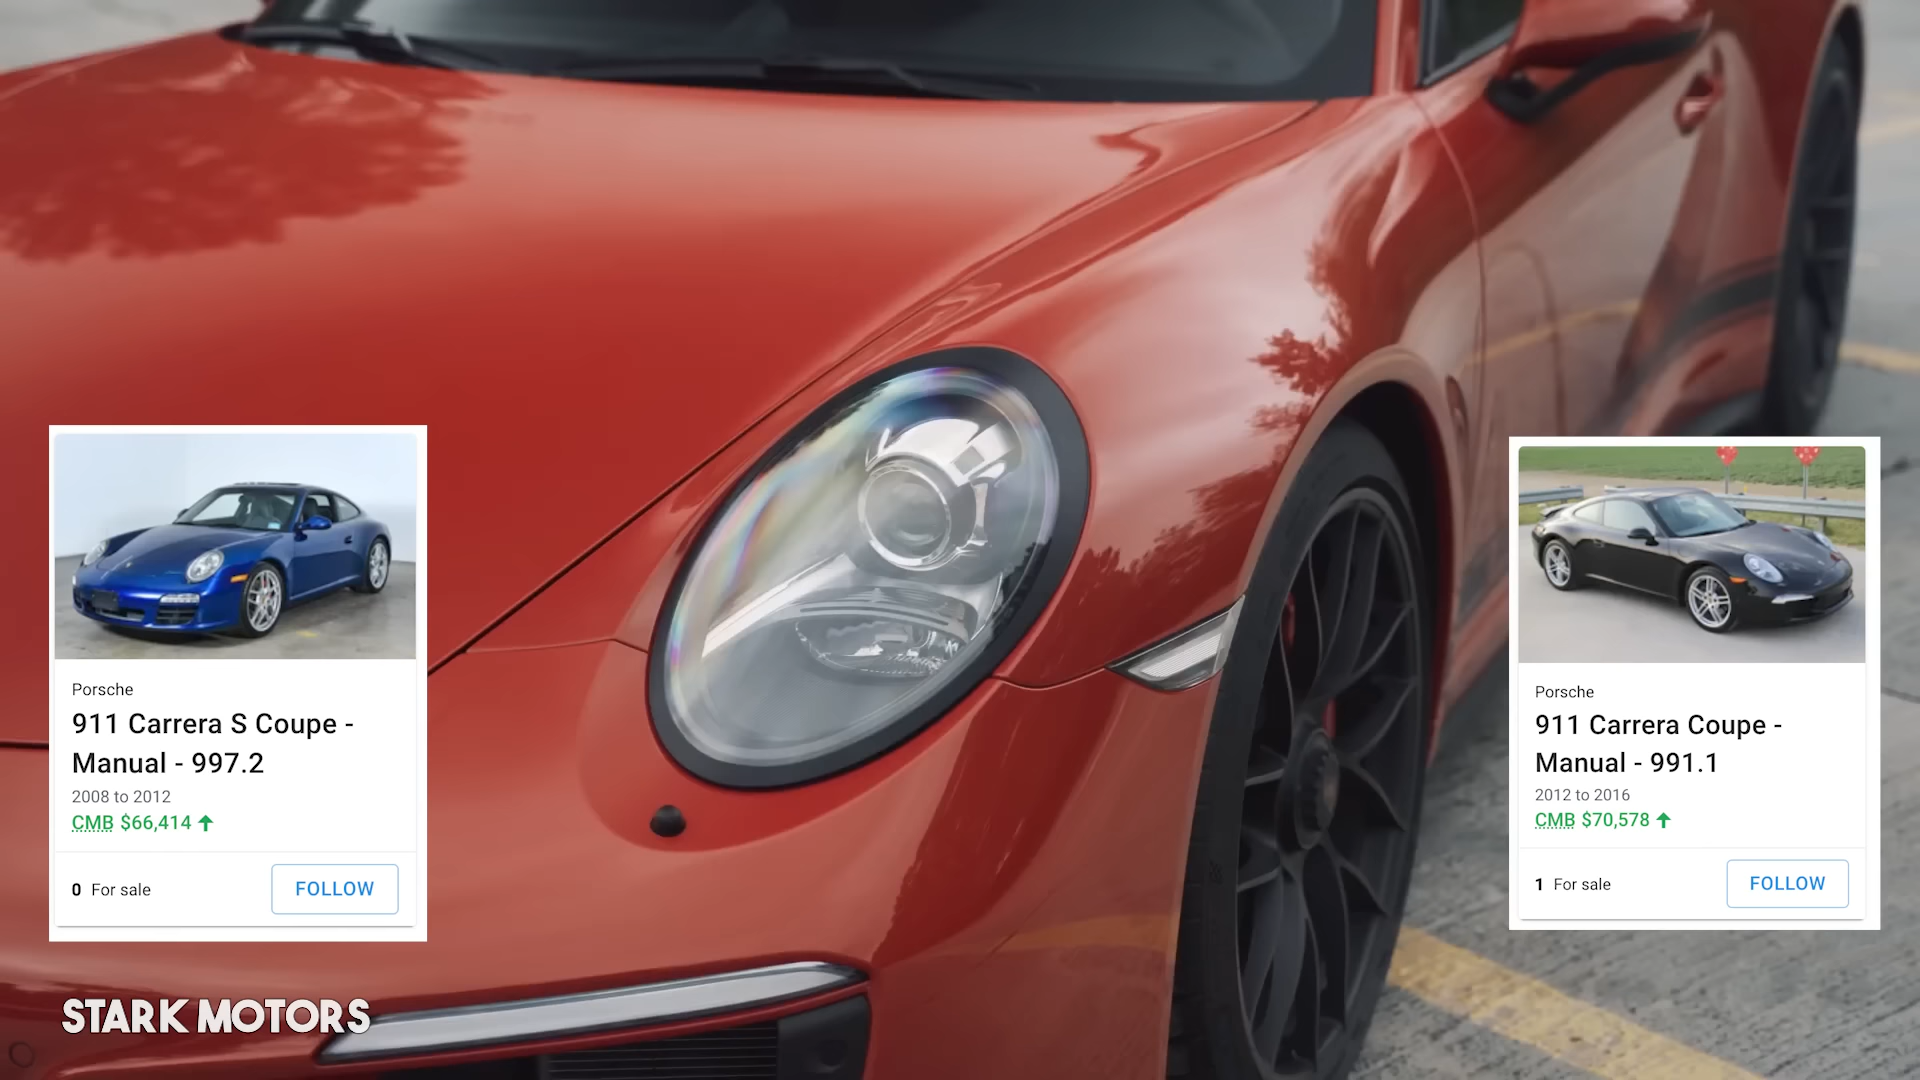 Porsche
911 Carrera S Coupe -
Manual - 997.2
2008 to 2012
CMB $66,414
0 For sale
FOLLOW
Porsche
911 Carrera Coupe -
Manual - 991.1
2012 to 2016
CMB $70,578
1 For sale
FOLLOW
STARK MOTORS